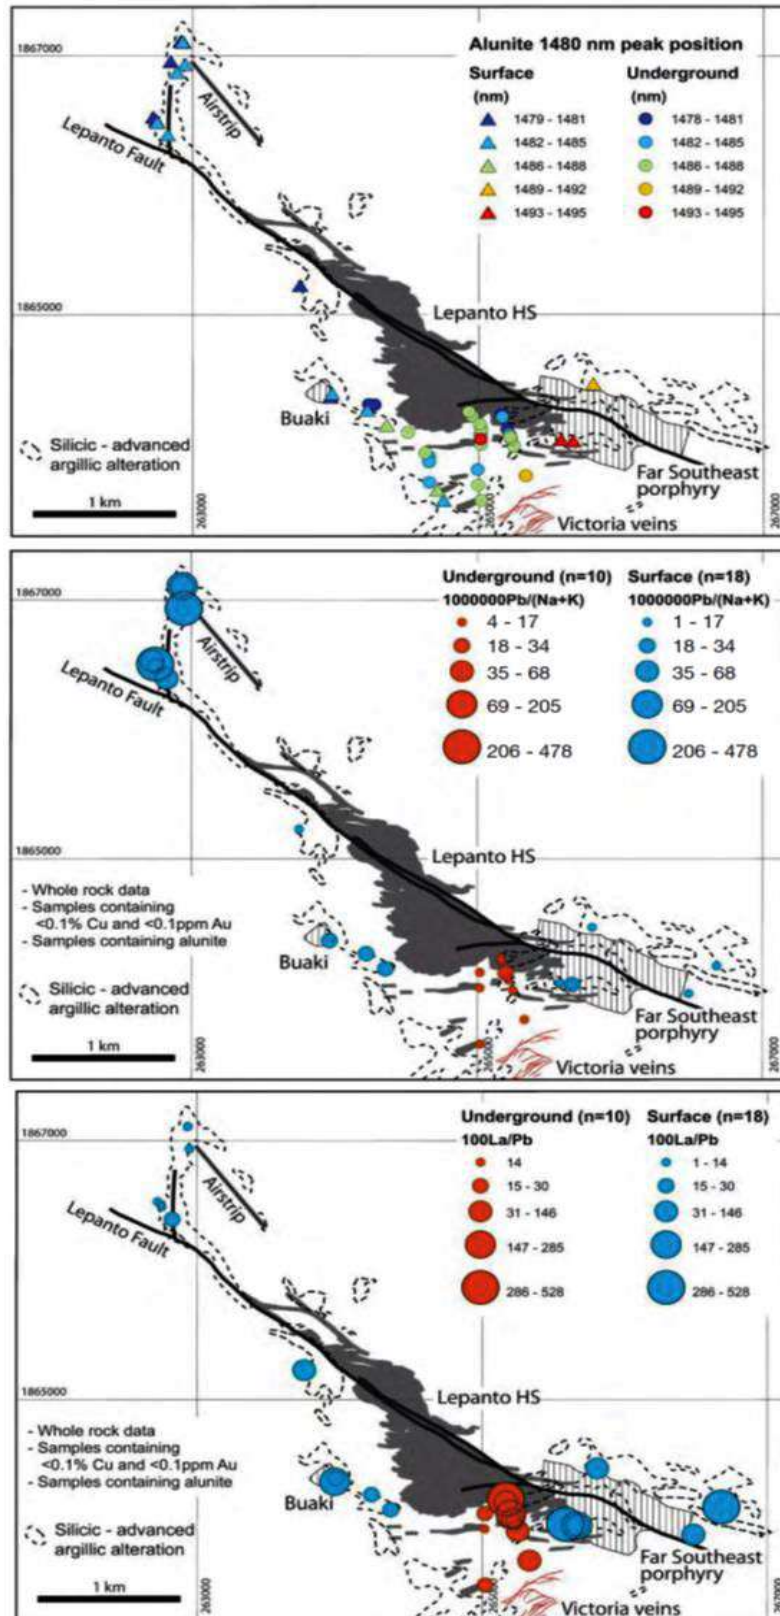 Alunite 1480 nm peak position
Surface Underground
(nm) (nm)
1479 - 1481 1478 - 1481
1482 - 1485 1482 - 1485
1486 - 1488 1486 - 1488
1489 - 1492 1489 - 1492
1493 - 1495 1493 - 1495
1867000
Airstrip
Lepanto Fault
1865000
Lepanto HS
Buaki
Silicic - advanced
argillic alteration
Far Southeast
porphyry
1 km
263000
265000
267000
Victoria veins
Underground (n=10) Surface (n=18)
1000000Pb/(Na+K) 1000000Pb/(Na+K)
4 - 17 1 - 17
18 - 34 18 - 34
35 - 68 35 - 68
69 - 205 69 - 205
206 - 478 206 - 478
1867000
Airstrip
Lepanto Fault
1865000
Lepanto HS
- Whole rock data
- Samples containing
<0.1% Cu and <0.1ppm Au
- Samples containing alunite
Buaki
Silicic - advanced
argillic alteration
Far Southeast
porphyry
1 km
263000
265000
267000
Victoria veins
Underground (n=10) Surface (n=18)
100La/Pb 100La/Pb
14 1 - 14
15 - 30 15 - 30
31 - 146 31 - 146
147 - 285 147 - 285
286 - 528 286 - 528
1867000
Airstrip
Lepanto Fault
1865000
Lepanto HS
- Whole rock data
- Samples containing
<0.1% Cu and <0.1ppm Au
- Samples containing alunite
Buaki
Silicic - advanced
argillic alteration
Far Southeast
porphyry
1 km
263000
265000
267000
Victoria veins